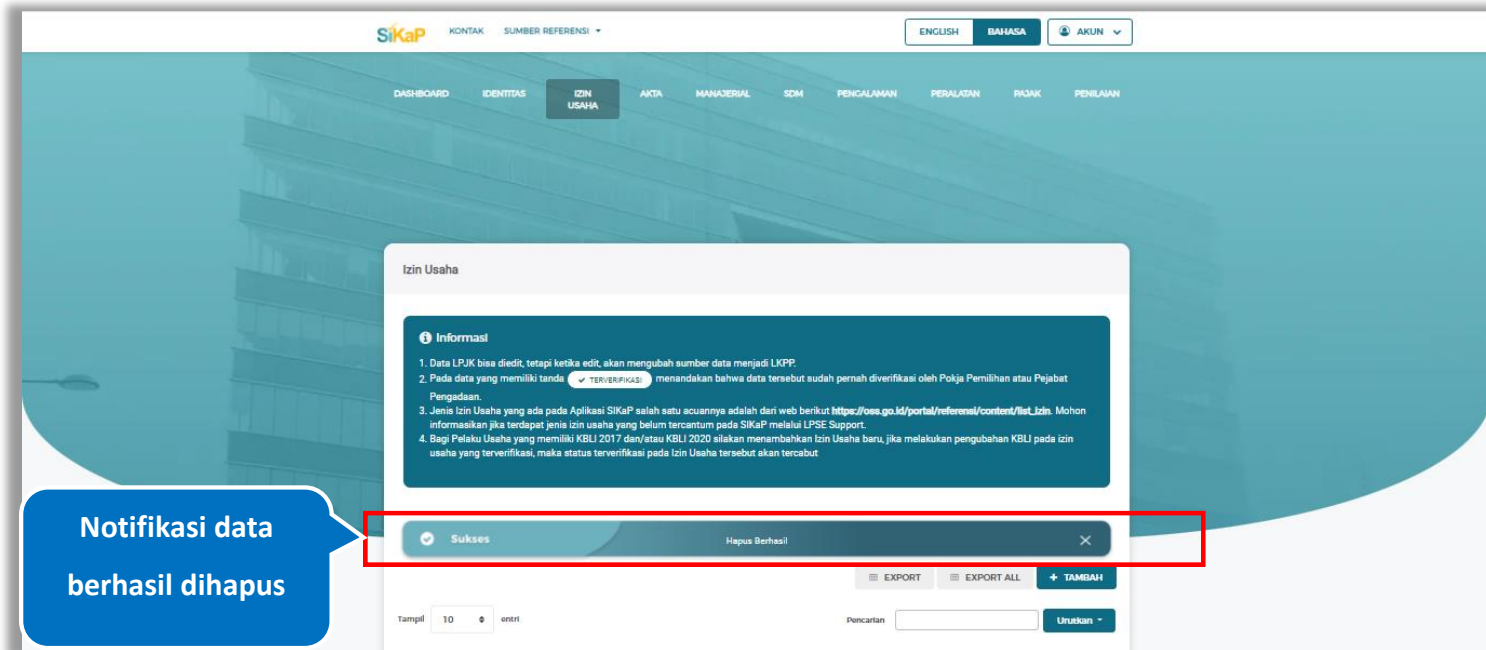 SiKaP KONTAK SUMBER REFERENSI ENGLISH BAHASA AKUN
DASHBOARD IDENTITAS IZIN USAHA AKTA MANAJERIAL SDM PENGALAMAN PERALATAN PAJAK PENILAIAN
Izin Usaha
Informasi
1. Data LPJK bisa diedit, tetapi ketika edit, akan mengubah sumber data menjadi LKPP.
2. Pada data yang memiliki tanda TERVERIFIKASI menandakan bahwa data tersebut sudah pernah diverifikasi oleh Pokja Pemilihan atau Pejabat
Pengadaan.
3. Jenis Izin Usaha yang ada pada Aplikasi SIKaP salah satu acuannya adalah dari web berikut https://oss.go.id/portal/referensi/content/list_izin. Mohon
informasikan jika terdapat jenis izin usaha yang belum tercantum pada SIKaP melalui LPSE Support.
4. Bagi Pelaku Usaha yang memiliki KBLI 2017 dan/atau KBLI 2020 silakan menambahkan Izin Usaha baru, jika melakukan pengubahan KBLI pada izin
usaha yang terverifikasi, maka status terverifikasi pada Izin Usaha tersebut akan tercabut
Notifikasi data
berhasil dihapus
Sukses Hapus Berhasil
EXPORT EXPORT ALL + TAMBAH
Tampil 10 entri Pencarian Urutkan